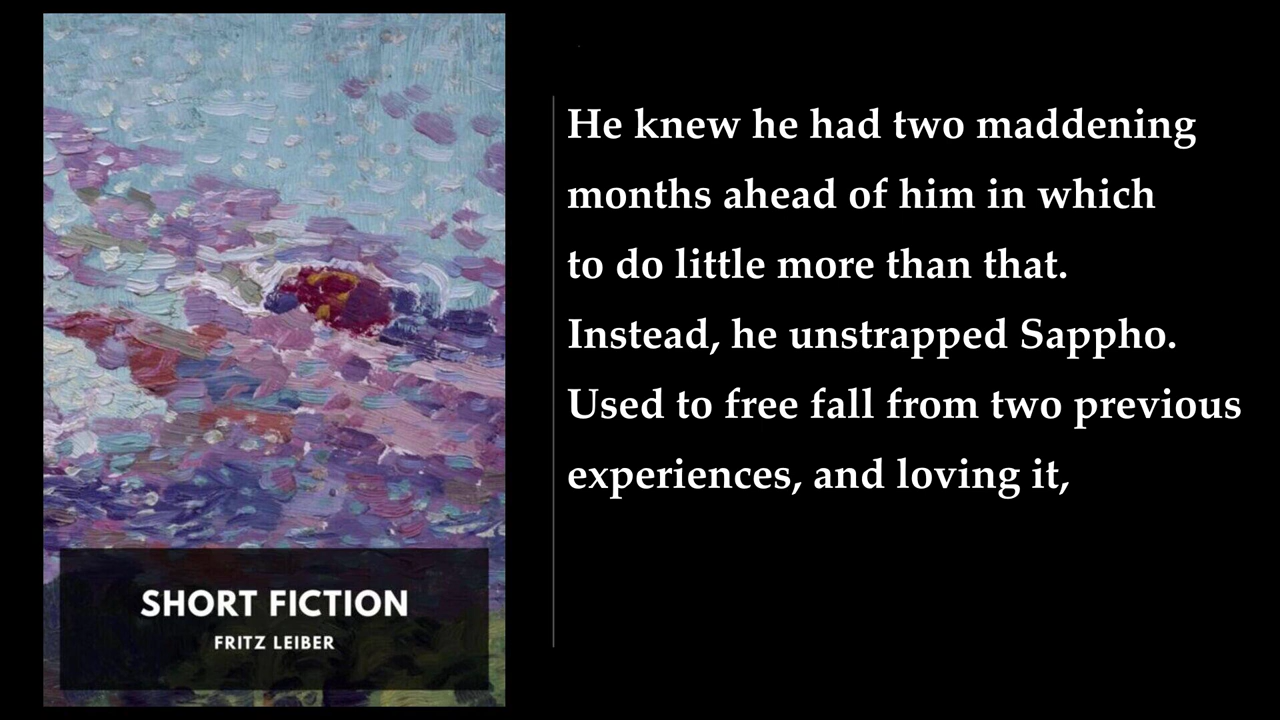 SHORT FICTION
FRITZ LEIBER
He knew he had two maddening
months ahead of him in which
to do little more than that.
Instead, he unstrapped Sappho.
Used to free fall from two previous
experiences, and loving it,